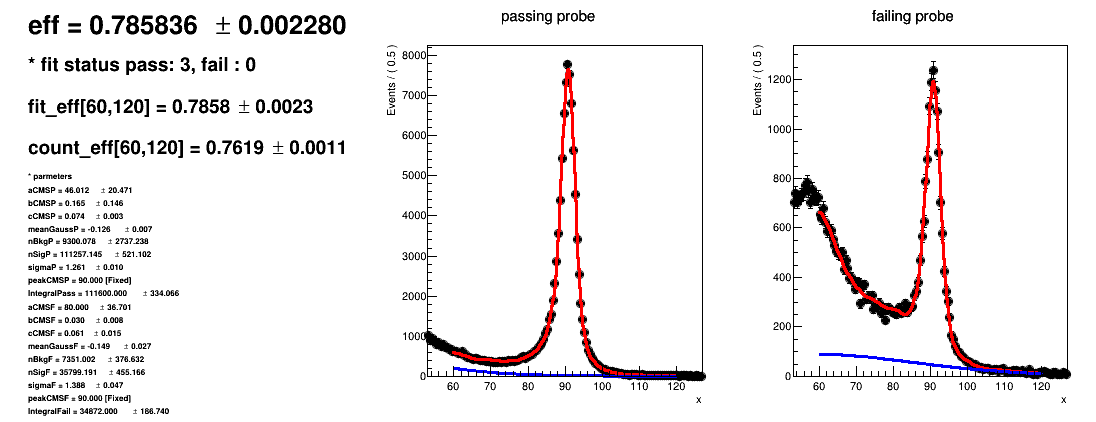 eff = 0.785836 ± 0.002280
* fit status pass: 3, fail : 0
fit_eff[60,120] = 0.7858 ± 0.0023
count_eff[60,120] = 0.7619 ± 0.0011
* parmeters
aCMSP = 46.012 ± 20.471
bCMSP = 0.165 ± 0.146
cCMSP = 0.074 ± 0.003
meanGaussP = -0.126 ± 0.007
nBkgP = 9300.078 ± 2737.238
nSigP = 111257.145 ± 521.102
sigmaP = 1.261 ± 0.010
peakCMSP = 90.000 [Fixed]
IntegralPass = 111600.000 ± 334.066
aCMSF = 80.000 ± 36.701
bCMSF = 0.030 ± 0.008
cCMSF = 0.061 ± 0.015
meanGaussF = -0.149 ± 0.027
nBkgF = 7351.002 ± 376.632
nSigF = 35799.191 ± 455.166
sigmaF = 1.388 ± 0.047
peakCMSF = 90.000 [Fixed]
IntegralFail = 34872.000 ± 186.740
passing probe
Events / ( 0.5 )
8000
7000
6000
5000
4000
3000
2000
1000
0
60 70 80 90 100 110 120
x
failing probe
Events / ( 0.5 )
1200
1000
800
600
400
200
0
60 70 80 90 100 110 120
x